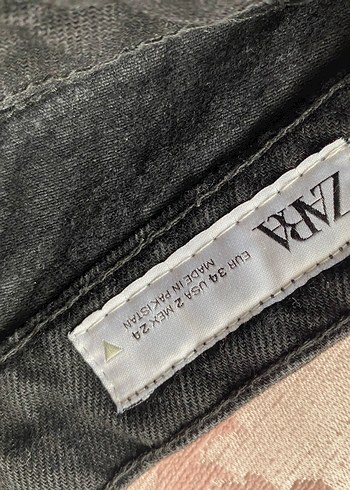 ZARA
EUR 34 USA 2 MEX 24
MADE IN PAKISTAN